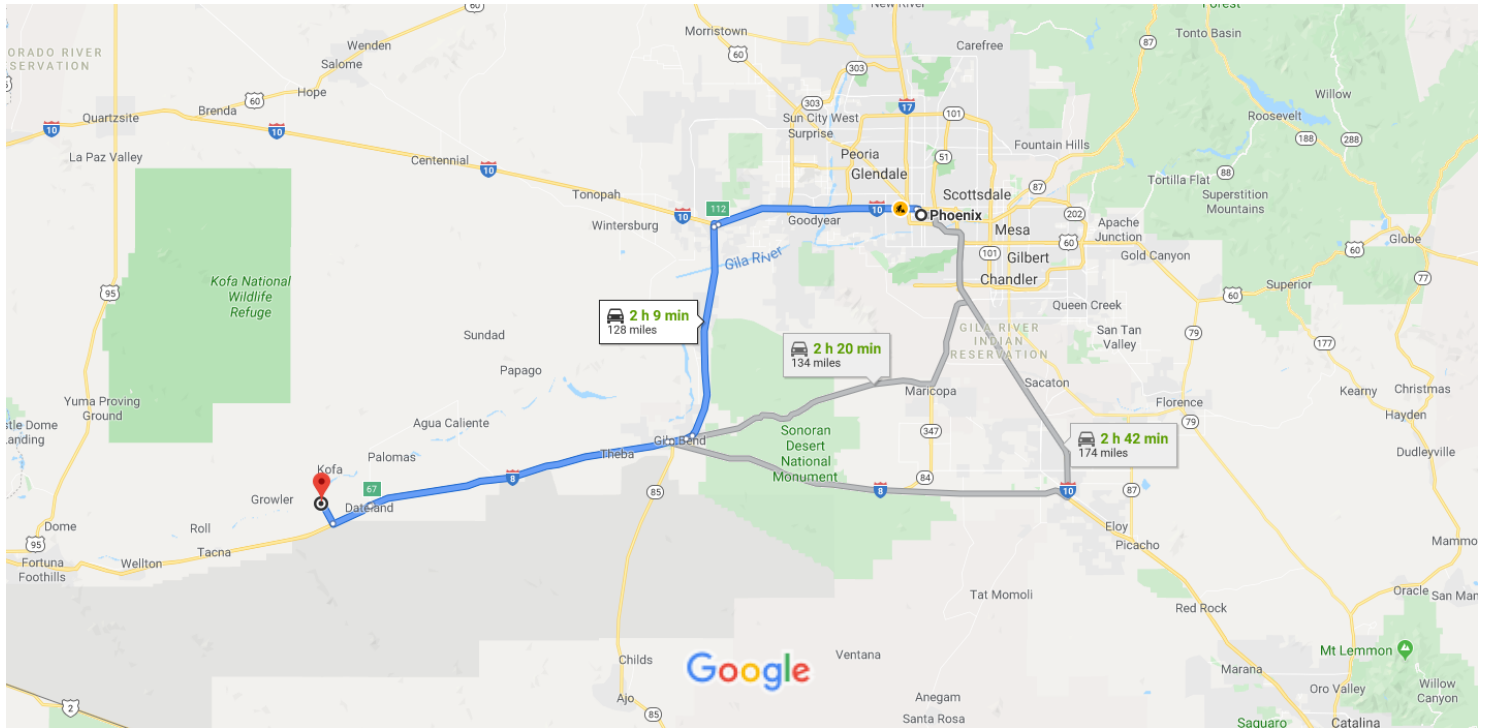 New River
Forest
Morristown
Carefree
87
Tonto Basin
ORADO RIVER
SERVATION
Wenden
Salome
60
303
Hope
60
Brenda
Quartzsite
10
10
303
17
101
Willow
Roosevelt
188
288
Sun City West
Surprise
La Paz Valley
Centennial
10
Peoria
51
Fountain Hills
Glendale
Tonopah
Scottsdale
87
Tortilla Flat
88
Superstition
Mountains
112
10
Goodyear
10
Phoenix
202
Wintersburg
Mesa
Apache
Junction
60
Globe
60
Gila River
101
Gilbert
Gold Canyon
Chandler
77
Kofa National
Wildlife
Refuge
95
Superior
60
Queen Creek
2 h 9 min
128 miles
GILA RIVER
INDIAN
RESERVATION
San Tan
Valley
79
177
Sundad
2 h 20 min
134 miles
Papago
Sacaton
Kearny
Christmas
Maricopa
Yuma Proving
Ground
Florence
Hayden
stle Dome
Landing
Agua Caliente
79
347
Sonoran
Desert
National
Monument
Gila Bend
2 h 42 min
174 miles
Dudleyville
Theba
Palomas
Kofa
8
84
67
85
8
10
87
Growler
Dateland
Dome
Roll
Eloy
95
Tacna
Picacho
Mammo
Fortuna
Foothills
Wellton
Oracle
San Man
Tat Momoli
Red Rock
Google
Childs
Ventana
Mt Lemmon
Marana
Willow
Canyon
Ajo
Oro Valley
Anegam
2
85
Santa Rosa
Saguaro
Catalina